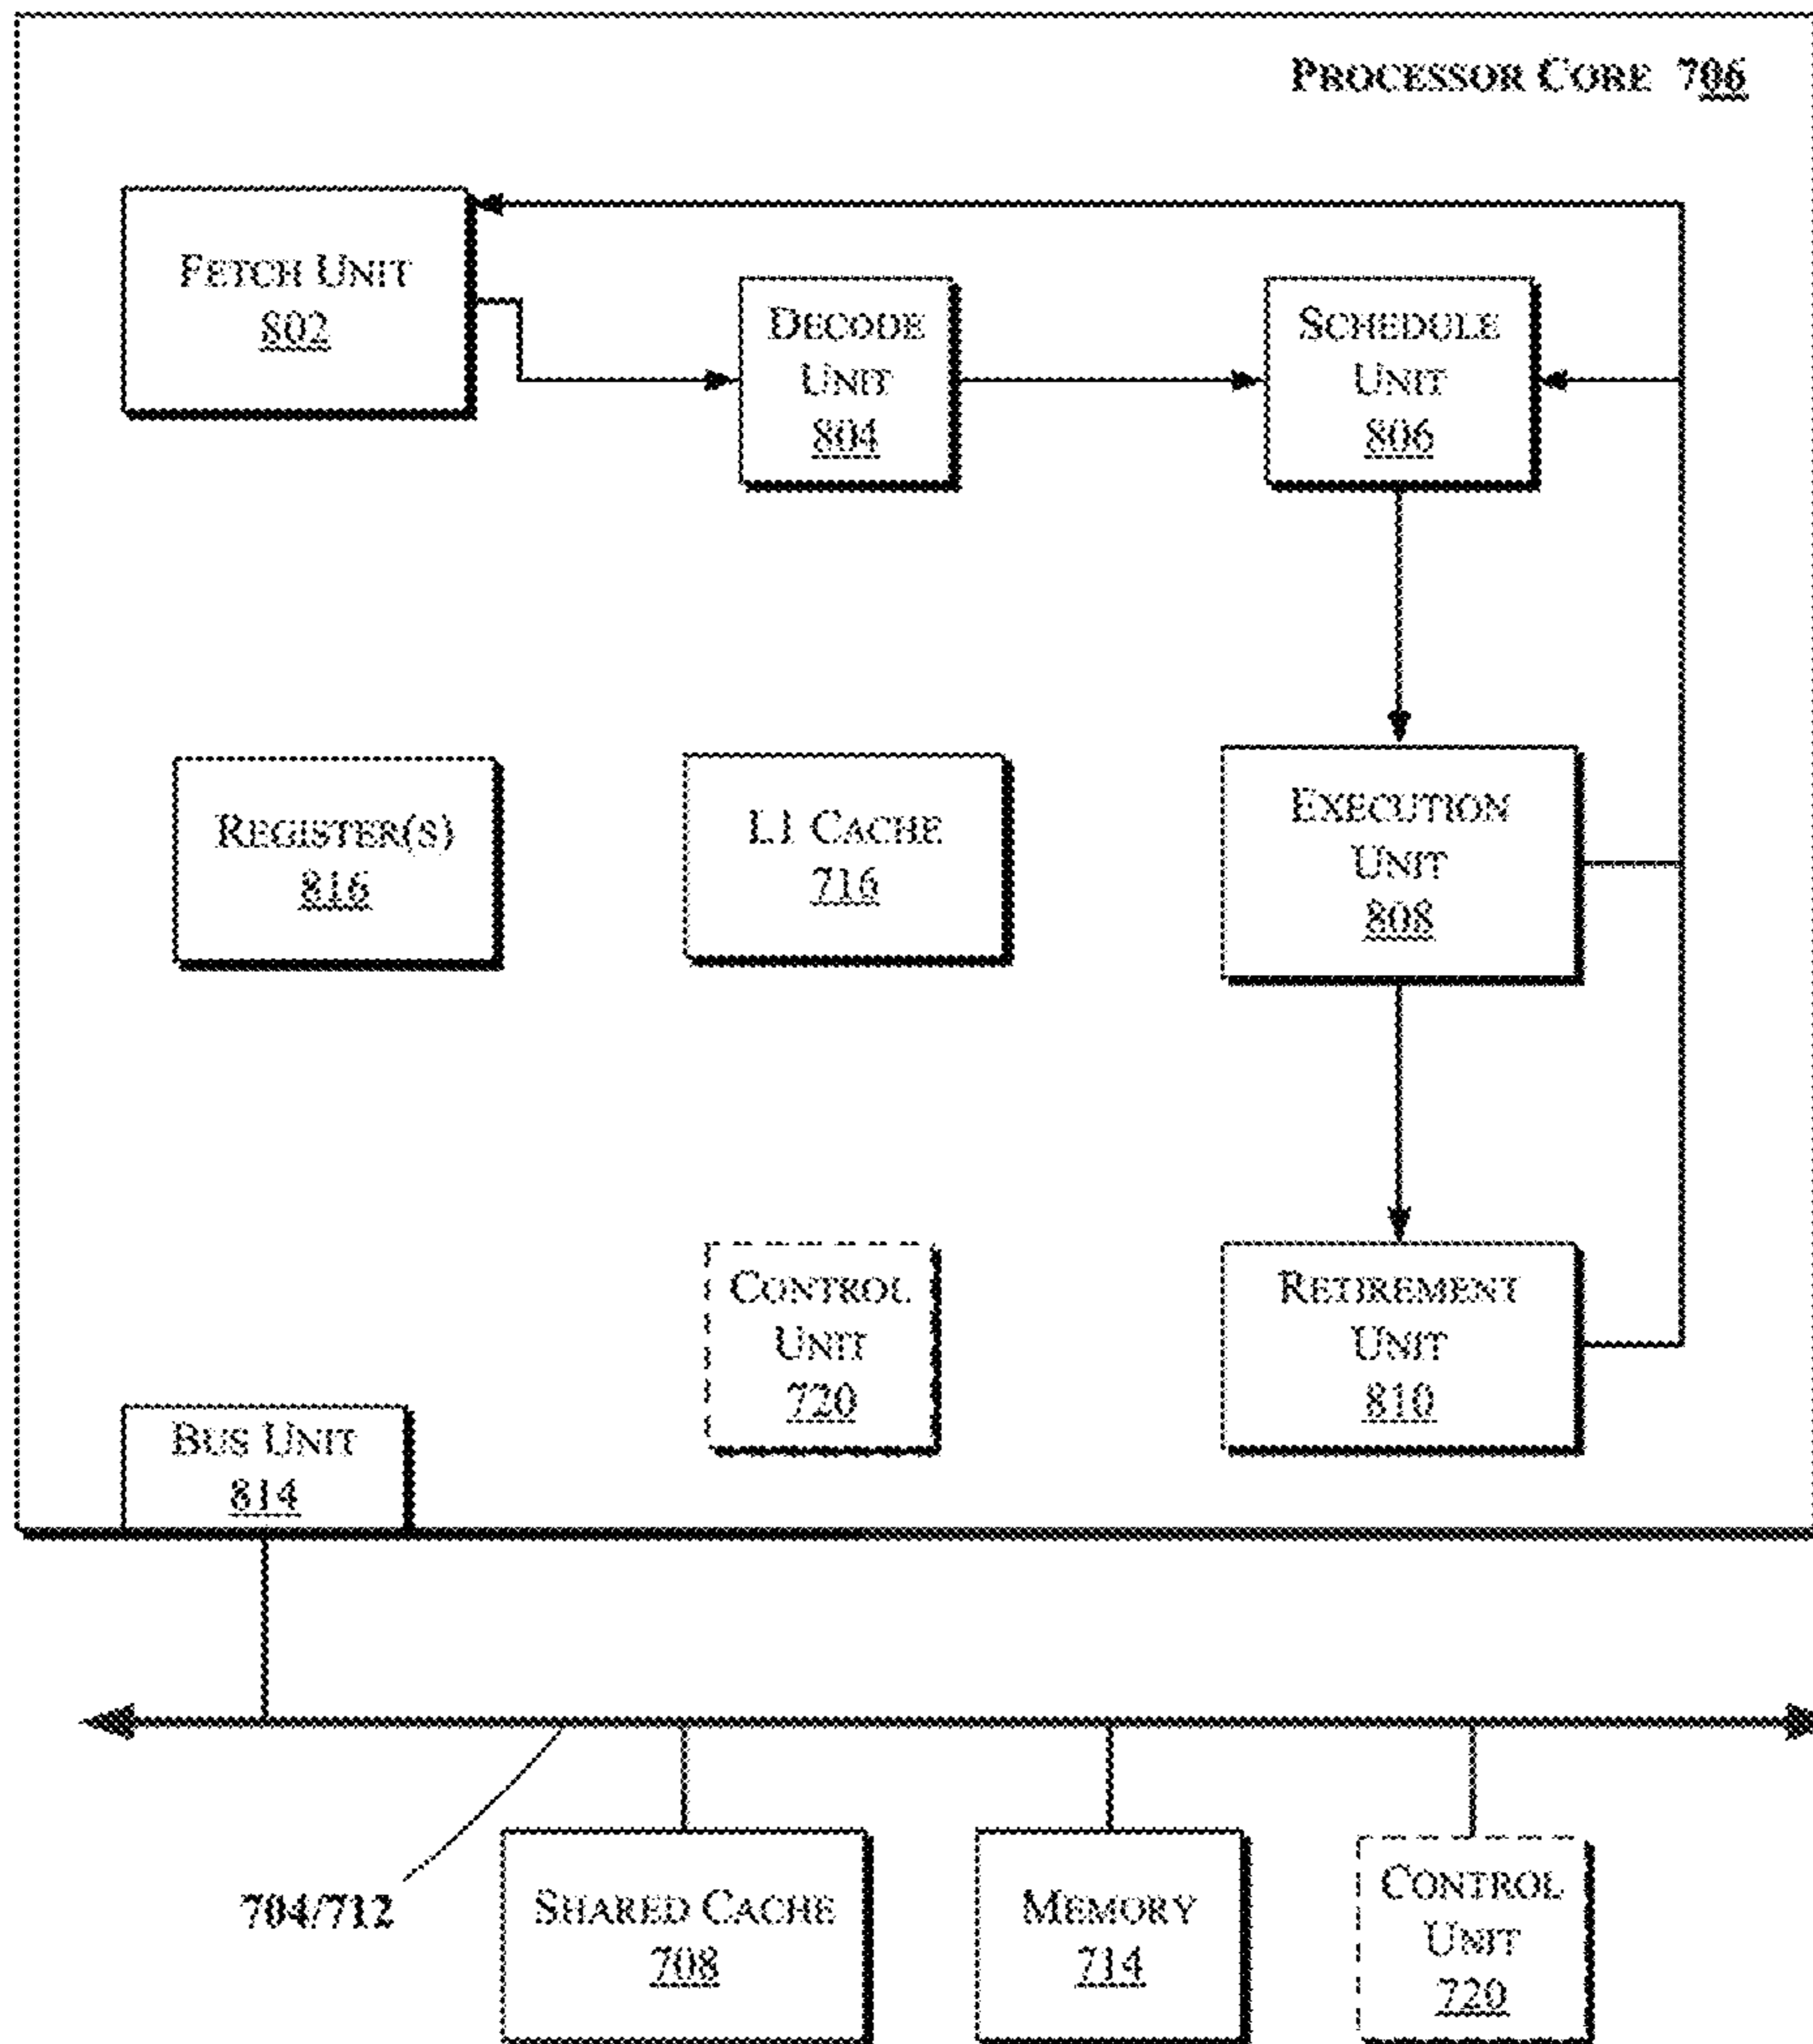 PROCESSOR CORE 706
FETCH UNIT
802
DECODE
UNIT
804
SCHEDULE
UNIT
806
REGISTER(S)
816
L1 CACHE
716
EXECUTION
UNIT
808
CONTROL
UNIT
720
RETIREMENT
UNIT
810
BUS UNIT
814
704/712
SHARED CACHE
708
MEMORY
714
CONTROL
UNIT
720